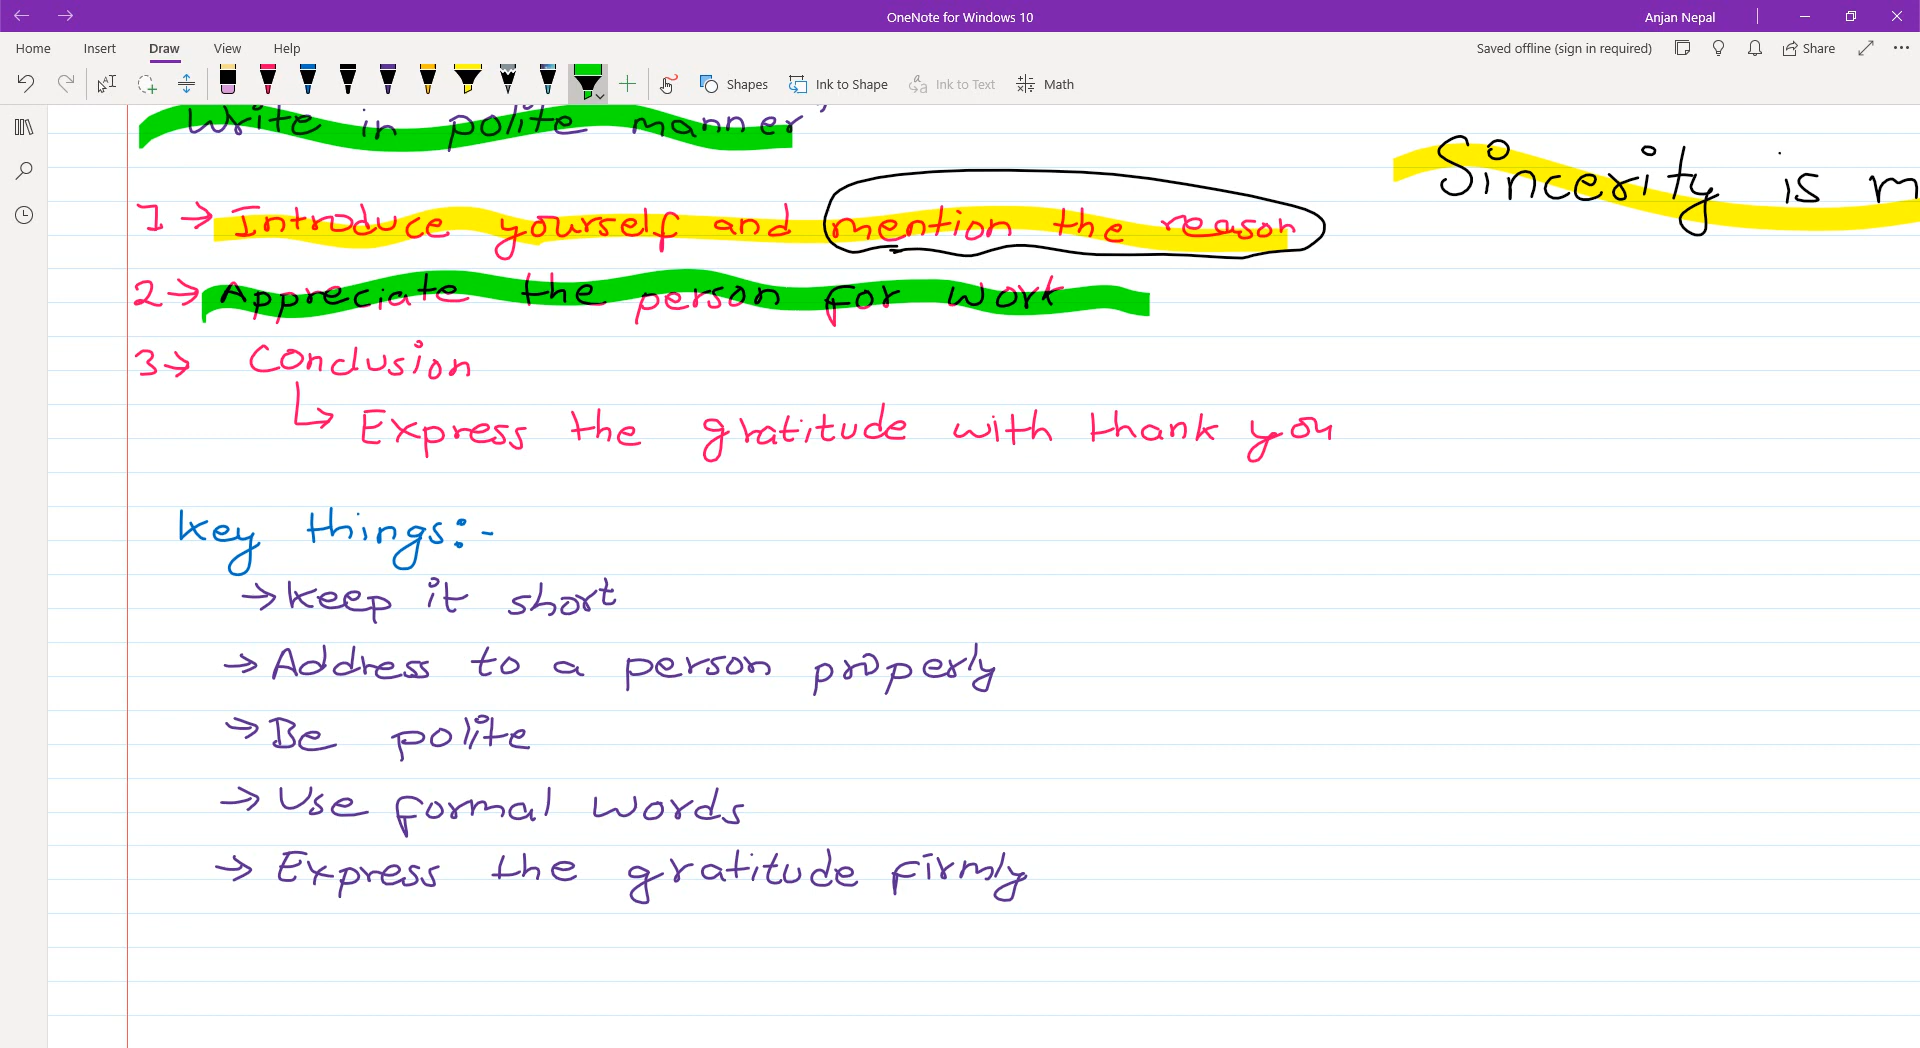 OneNote for Windows 10
Anjan Nepal
Home Insert Draw View Help
Saved offline (sign in required) Share
Shapes Ink to Shape Ink to Text Math
Write in polite manner
Sincerity is m
1→ Introduce yourself and mention the reason
2→ Appreciate the person for work
3→ Conclusion
↳ Express the gratitude with thank you
Key things:-
→ Keep it short
→ Address to a person properly
→ Be polite
→ Use formal words
→ Express the gratitude firmly